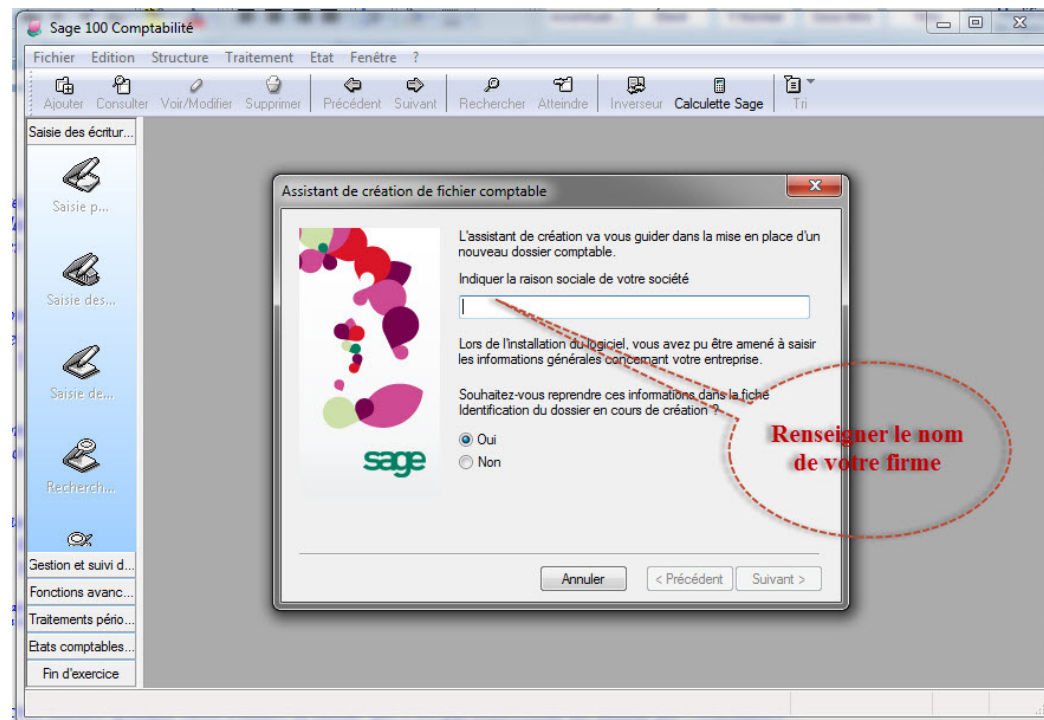 Sage 100 Comptabilité
Fichier Edition Structure Traitement Etat Fenêtre ?
Ajouter Consulter Voir/Modifier Supprimer Précédent Suivant Rechercher Atteindre Inverseur Calculette Sage Tri
Saisie des écritur...
Saisie p...
Saisie des...
Saisie de...
Recherch...
Gestion et suivi d...
Fonctions avanc...
Traitements pério...
Etats comptables...
Fin d'exercice
Assistant de création de fichier comptable
L'assistant de création va vous guider dans la mise en place d'un
nouveau dossier comptable.
Indiquer la raison sociale de votre société
Lors de l'installation du logiciel, vous avez pu être amené à saisir
les informations générales concernant votre entreprise.
Souhaitez-vous reprendre ces informations dans la fiche
Identification du dossier en cours de création ?
Oui
Non
sage
Annuler < Précédent Suivant >
Renseigner le nom
de votre firme